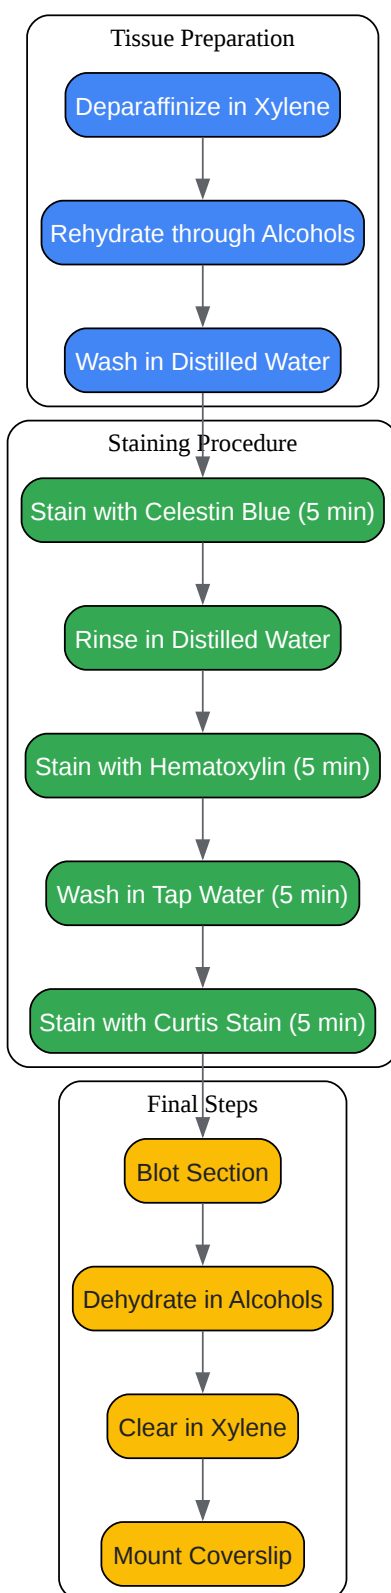 Tissue Preparation
Deparaffinize in Xylene
Rehydrate through Alcohols
Wash in Distilled Water
Staining Procedure
Stain with Celestin Blue (5 min)
Rinse in Distilled Water
Stain with Hematoxylin (5 min)
Wash in Tap Water (5 min)
Stain with Curtis Stain (5 min)
Final Steps
Blot Section
Dehydrate in Alcohols
Clear in Xylene
Mount Coverslip